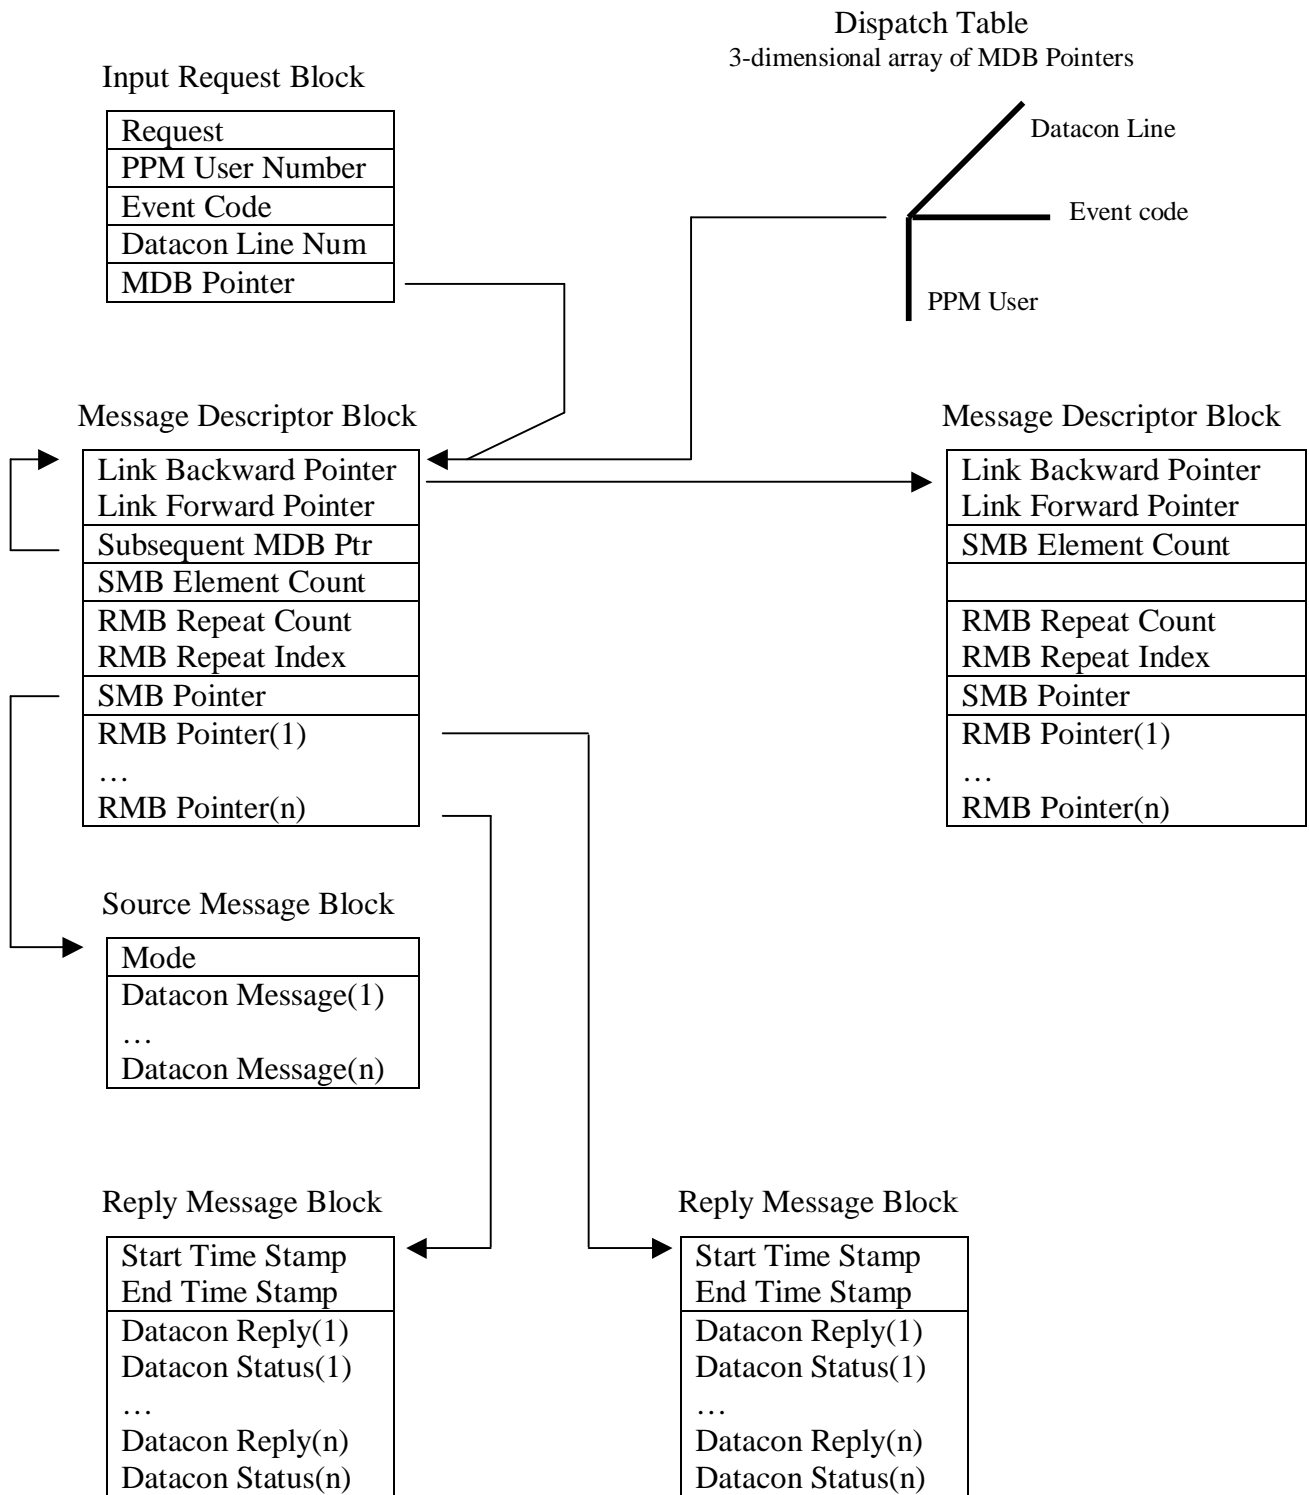 Dispatch Table
3-dimensional array of MDB Pointers
Datacon Line
Event code
PPM User
Input Request Block
Request
PPM User Number
Event Code
Datacon Line Num
MDB Pointer
Message Descriptor Block
Link Backward Pointer
Link Forward Pointer
Subsequent MDB Ptr
SMB Element Count
RMB Repeat Count
RMB Repeat Index
SMB Pointer
RMB Pointer(1)
…
RMB Pointer(n)
Message Descriptor Block
Link Backward Pointer
Link Forward Pointer
SMB Element Count
RMB Repeat Count
RMB Repeat Index
SMB Pointer
RMB Pointer(1)
…
RMB Pointer(n)
Source Message Block
Mode
Datacon Message(1)
…
Datacon Message(n)
Reply Message Block
Start Time Stamp
End Time Stamp
Datacon Reply(1)
Datacon Status(1)
…
Datacon Reply(n)
Datacon Status(n)
Reply Message Block
Start Time Stamp
End Time Stamp
Datacon Reply(1)
Datacon Status(1)
…
Datacon Reply(n)
Datacon Status(n)